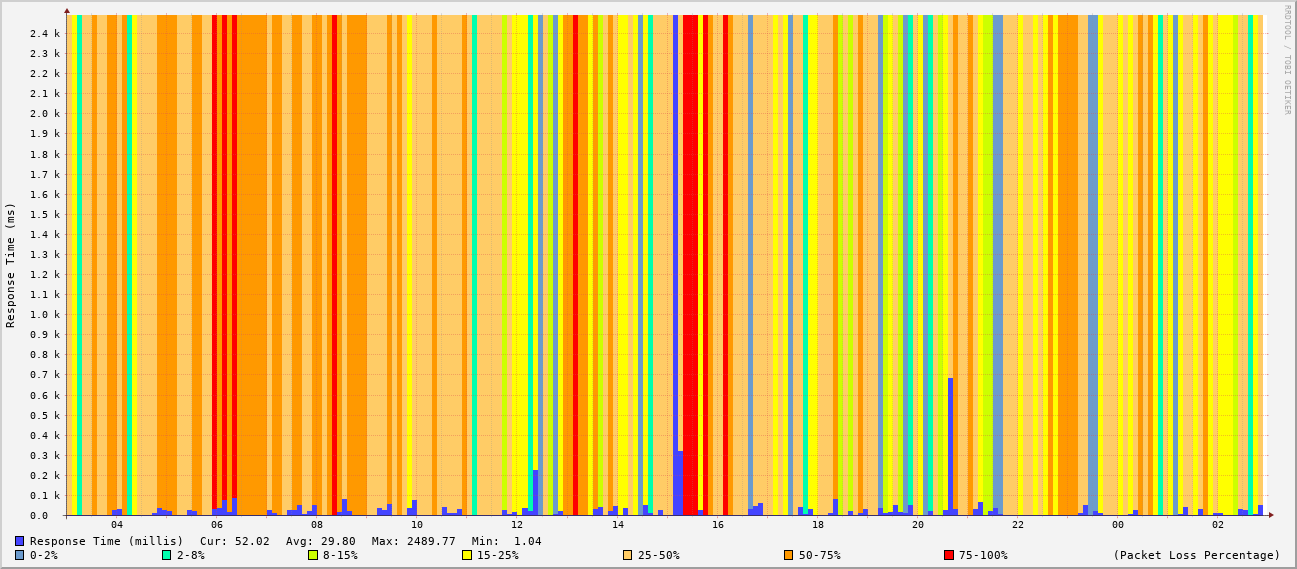 RRDTOOL / TOBI OETIKER
Response Time (ms)
2.4 k
2.3 k
2.2 k
2.1 k
2.0 k
1.9 k
1.8 k
1.7 k
1.6 k
1.5 k
1.4 k
1.3 k
1.2 k
1.1 k
1.0 k
0.9 k
0.8 k
0.7 k
0.6 k
0.5 k
0.4 k
0.3 k
0.2 k
0.1 k
0.0
04 06 08 10 12 14 16 18 20 22 00 02
Response Time (millis) Cur: 52.02 Avg: 29.80 Max: 2489.77 Min: 1.04
0-2% 2-8% 8-15% 15-25% 25-50% 50-75% 75-100% (Packet Loss Percentage)